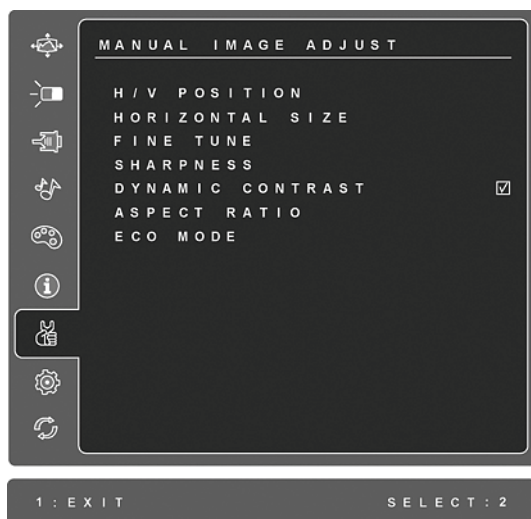 MANUAL IMAGE ADJUST
H/V POSITION
HORIZONTAL SIZE
FINE TUNE
SHARPNESS
DYNAMIC CONTRAST
ASPECT RATIO
ECO MODE
1:EXIT SELECT:2